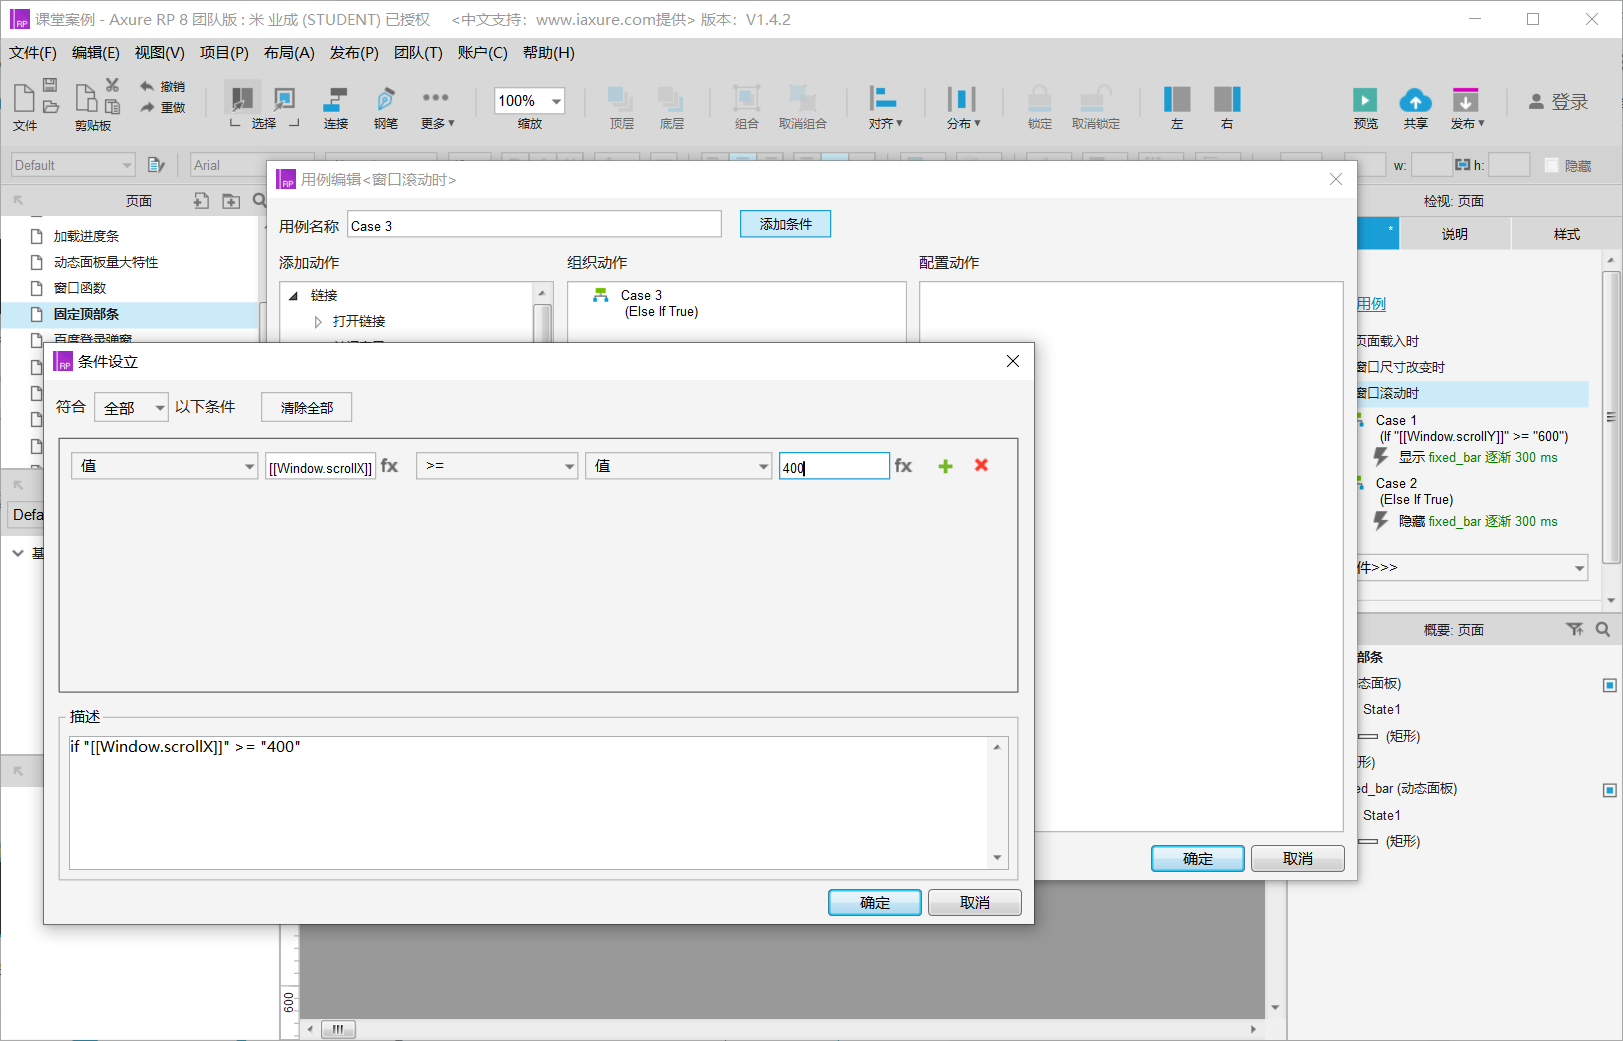 课堂案例 - Axure RP 8 团队版 : 米 业成 (STUDENT) 已授权    <中文支持：www.iaxure.com提供> 版本：V1.4.2
文件(F) 编辑(E) 视图(V) 项目(P) 布局(A) 发布(P) 团队(T) 账户(C) 帮助(H)
文件 剪贴板 撤销 重做 选择 连接 钢笔 更多▼ 100% 缩放 顶层 底层 组合 取消组合 对齐▼ 分布▼ 锁定 取消锁定 左 右 预览 共享 发布▼ 登录
Default Arial w: h: 隐藏
页面
加载进度条
动态面板量大特性
窗口函数
固定顶部条
百度登录弹窗
Defa
基
RP 用例编辑<窗口滚动时>
用例名称 Case 3 添加条件
添加动作 组织动作 配置动作
链接
打开链接
Case 3
(Else If True)
RP 条件设立
符合 全部 以下条件 清除全部
值 [[Window.scrollX]] fx >= 值 400 fx
描述
if "[[Window.scrollX]]" >= "400"
确定 取消
确定 取消
600
检视: 页面
* 说明 样式
用例
页面载入时
窗口尺寸改变时
窗口滚动时
Case 1
(If "[[Window.scrollY]]" >= "600")
显示 fixed_bar 逐渐 300 ms
Case 2
(Else If True)
隐藏 fixed_bar 逐渐 300 ms
件>>>
概要: 页面
部条
态面板)
State1
(矩形)
形)
ed_bar (动态面板)
State1
(矩形)